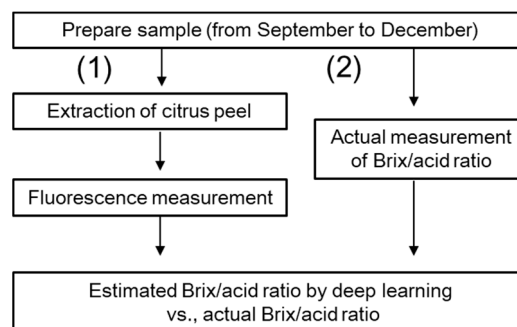 Prepare sample (from September to December)
(1)
(2)
Extraction of citrus peel
Actual measurement
of Brix/acid ratio
Fluorescence measurement
Estimated Brix/acid ratio by deep learning
vs., actual Brix/acid ratio